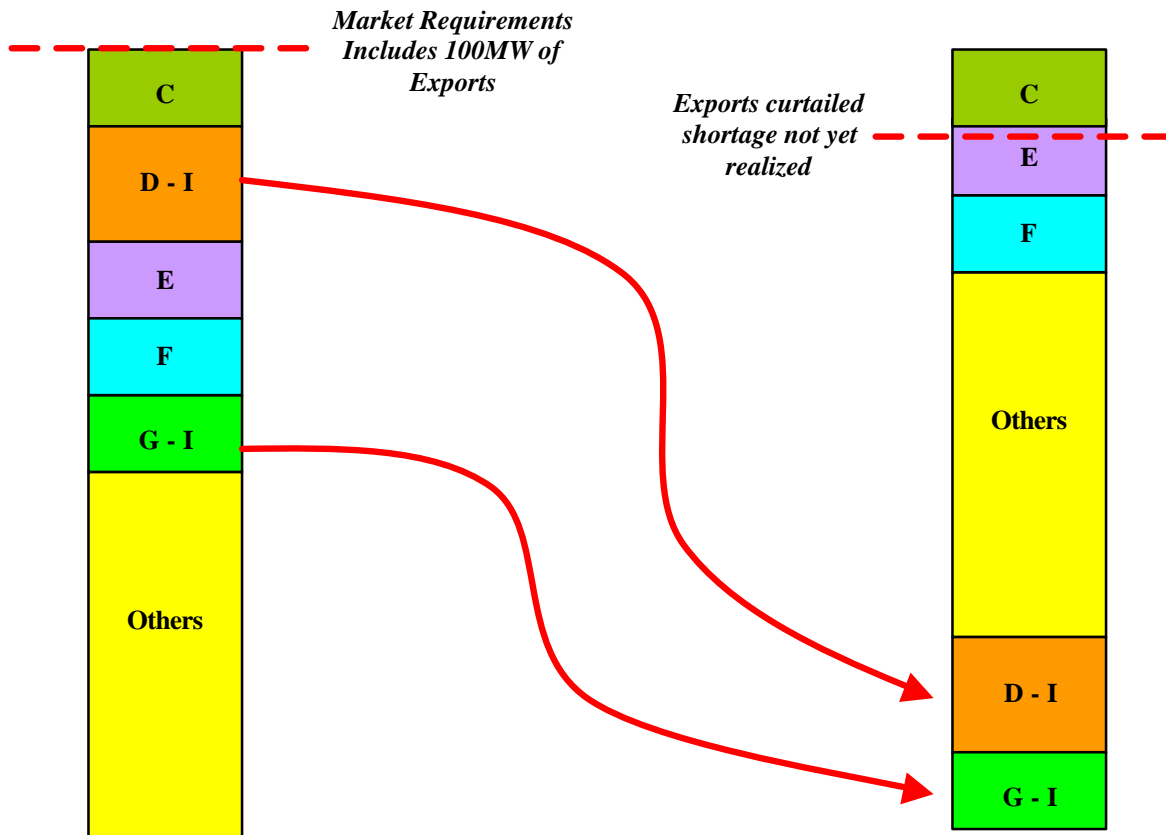 Market Requirements
Includes 100MW of
Exports
C
D - I
E
F
G - I
Others
Exports curtailed
shortage not yet
realized
C
E
F
Others
D - I
G - I